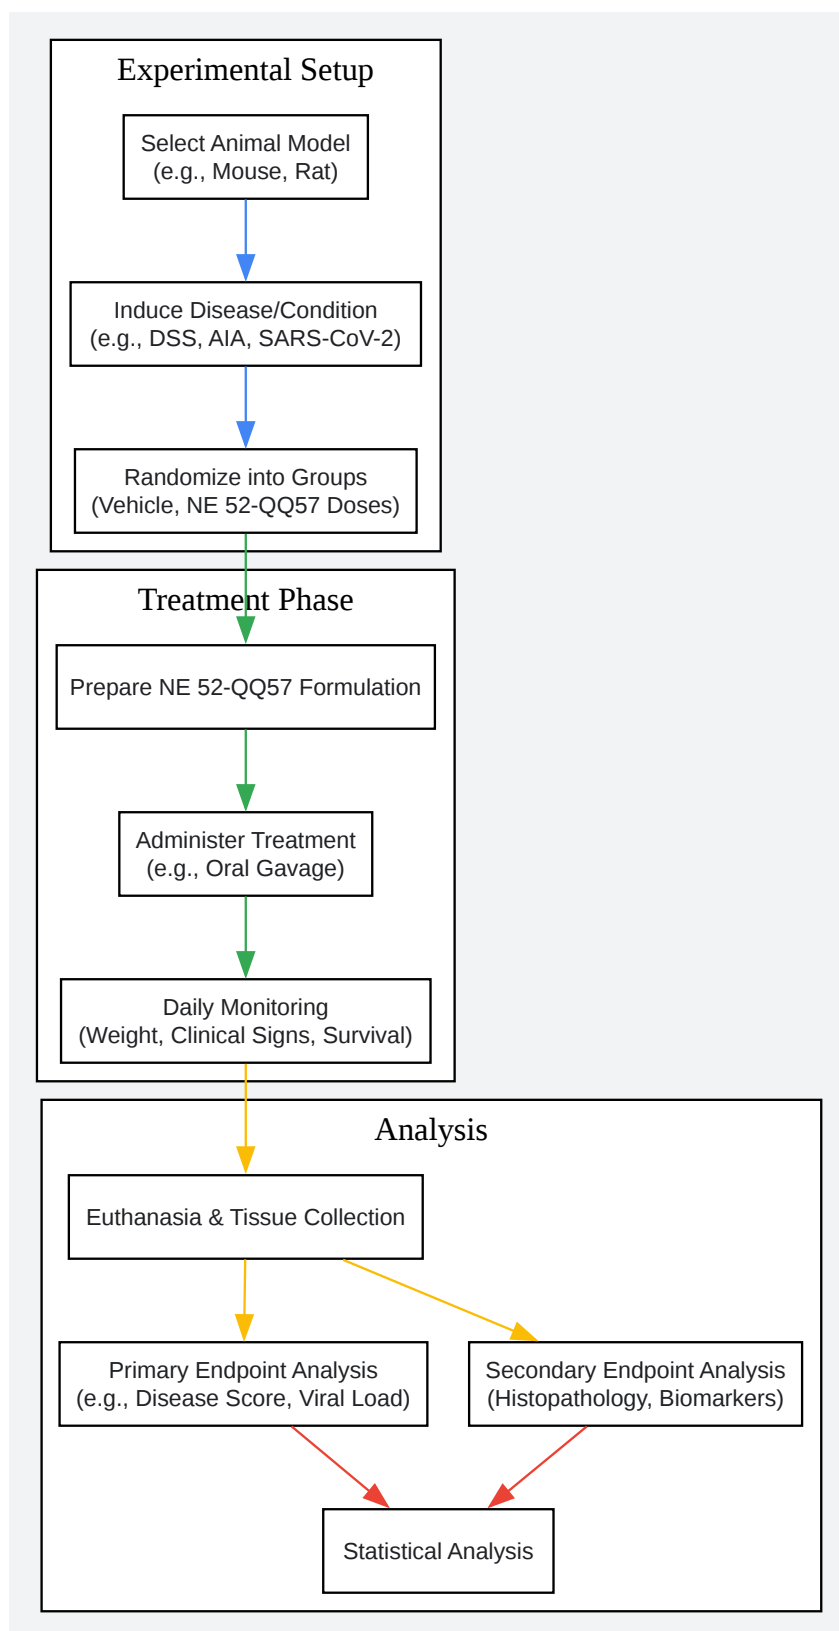 Experimental Setup
Select Animal Model
(e.g., Mouse, Rat)
Induce Disease/Condition
(e.g., DSS, AIA, SARS-CoV-2)
Randomize into Groups
(Vehicle, NE 52-QQ57 Doses)
Treatment Phase
Prepare NE 52-QQ57 Formulation
Administer Treatment
(e.g., Oral Gavage)
Daily Monitoring
(Weight, Clinical Signs, Survival)
Analysis
Euthanasia & Tissue Collection
Primary Endpoint Analysis
(e.g., Disease Score, Viral Load)
Secondary Endpoint Analysis
(Histopathology, Biomarkers)
Statistical Analysis